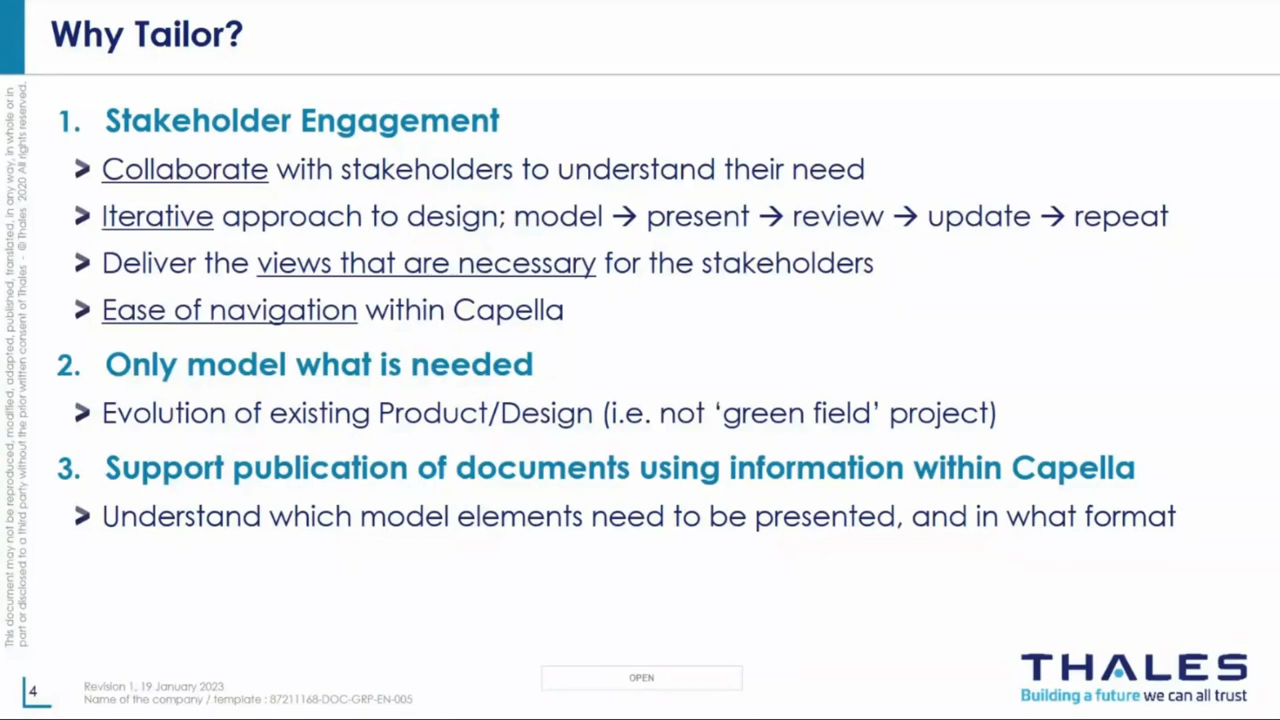 Why Tailor?
1. Stakeholder Engagement
> Collaborate with stakeholders to understand their need
> Iterative approach to design; model → present → review → update → repeat
> Deliver the views that are necessary for the stakeholders
> Ease of navigation within Capella
2. Only model what is needed
> Evolution of existing Product/Design (i.e. not ‘green field’ project)
3. Support publication of documents using information within Capella
> Understand which model elements need to be presented, and in what format
This document may not be reproduced, modified, adapted, published, translated, in any way, in whole or in
part or disclosed to a third party without the prior written consent of Thales - © Thales 2020 All rights reserved.
4
Revision 1, 19 January 2023
Name of the company / template : 87211168-DOC-GRP-EN-005
OPEN
THALES
Building a future we can all trust